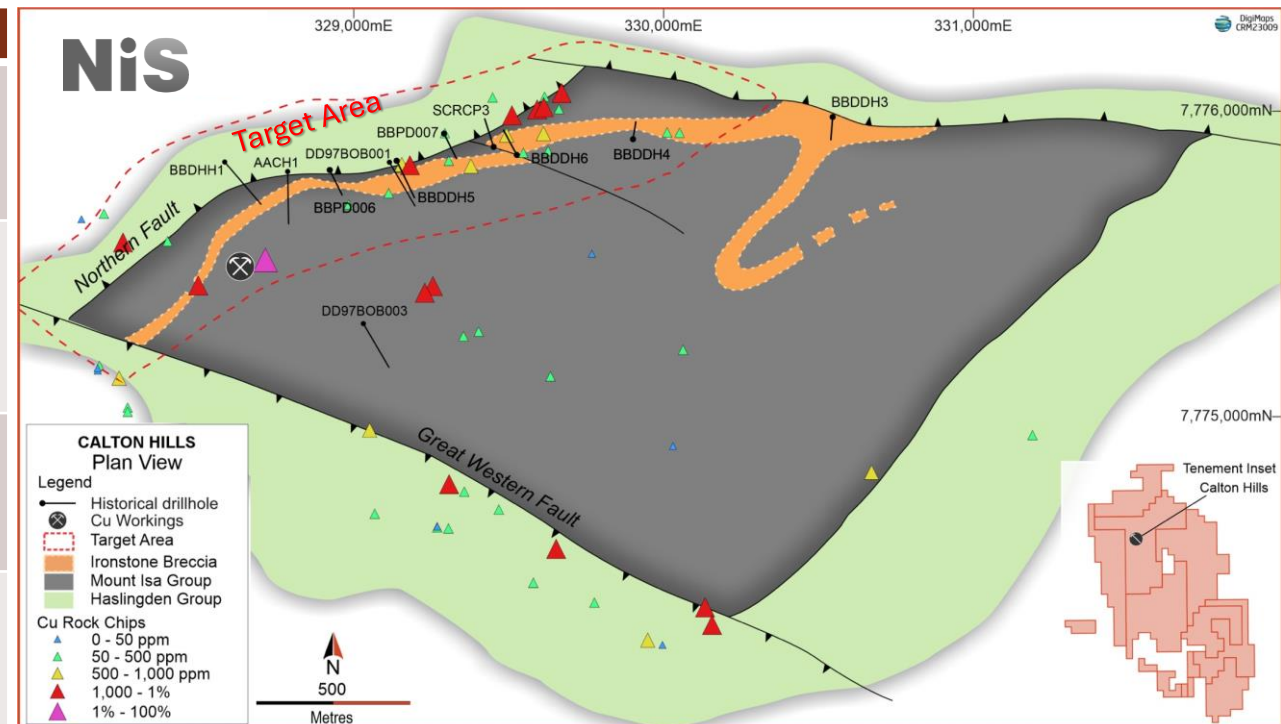 329,000mE
330,000mE
331,000mE
DigiMaps
CRM23009
NiS
Target Area
7,776,000mN
SCRCP3
BBDDH3
BBPD007
DD97BOB001
BBDHH1
AACH1
BBDDH6
BBDDH4
BBPD006
BBDDH5
Northern Fault
DD97BOB003
7,775,000mN
Great Western Fault
CALTON HILLS
Plan View
Legend
Historical drillhole
Cu Workings
Target Area
Ironstone Breccia
Mount Isa Group
Haslingden Group
Cu Rock Chips
0 - 50 ppm
50 - 500 ppm
500 - 1,000 ppm
1,000 - 1%
1% - 100%
N
500
Metres
Tenement Inset
Calton Hills